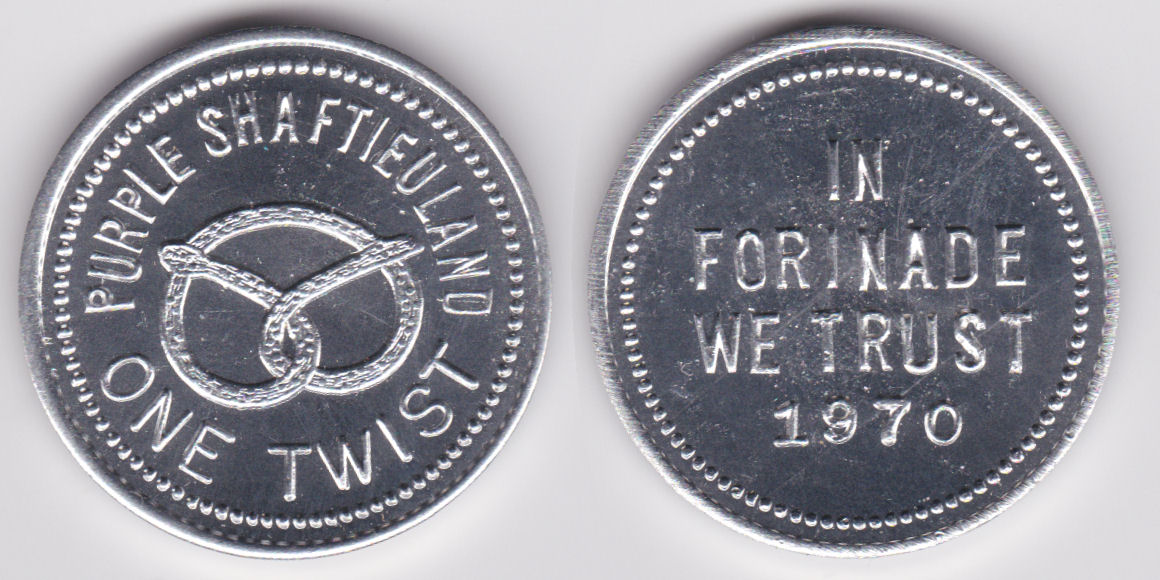 PURPLE SHAFTIEULAND
ONE TWIST
IN
FORINADE
WE TRUST
1970